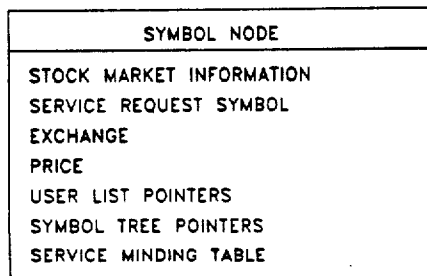 SYMBOL NODE
STOCK MARKET INFORMATION
SERVICE REQUEST SYMBOL
EXCHANGE
PRICE
USER LIST POINTERS
SYMBOL TREE POINTERS
SERVICE MINDING TABLE